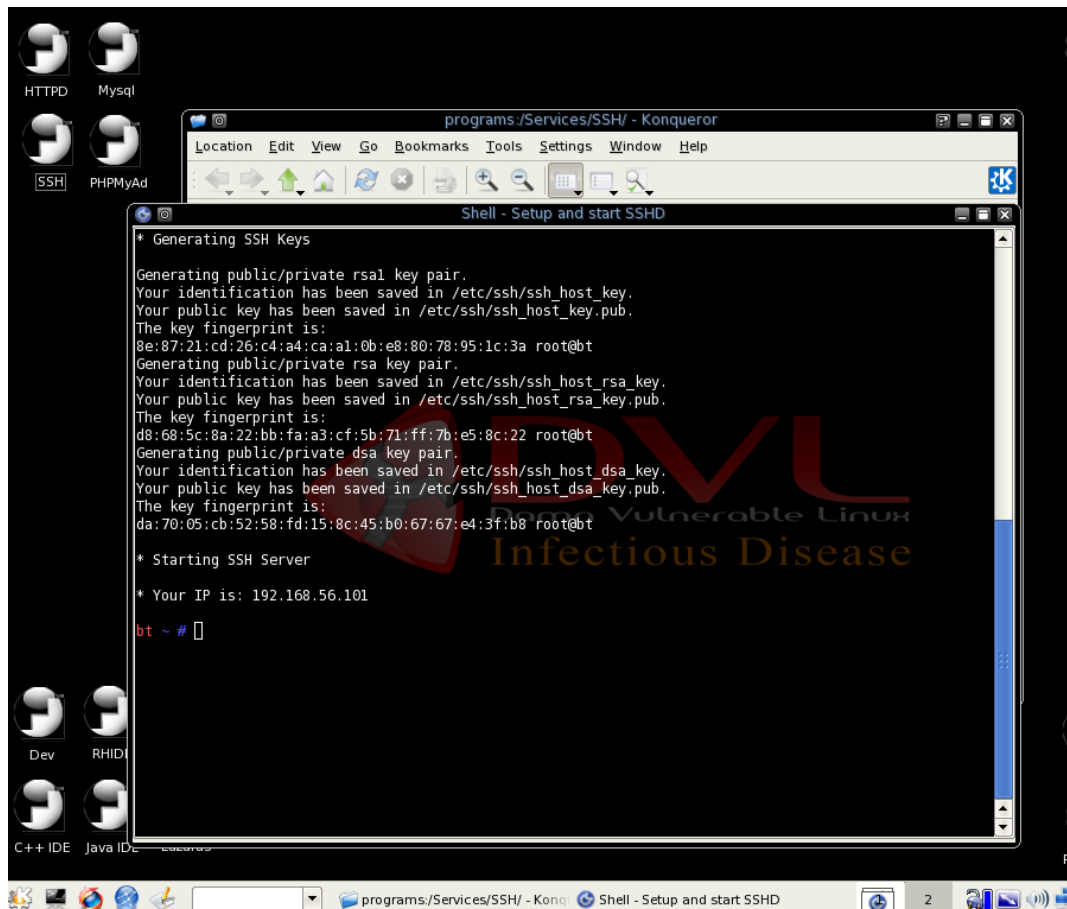 HTTPD Mysql
programs:/Services/SSH/ - Konqueror
Location Edit View Go Bookmarks Tools Settings Window Help
SSH PHPMyAd
Shell - Setup and start SSHD
* Generating SSH Keys
Generating public/private rsa1 key pair.
Your identification has been saved in /etc/ssh/ssh_host_key.
Your public key has been saved in /etc/ssh/ssh_host_key.pub.
The key fingerprint is:
8e:87:21:cd:26:c4:a4:ca:a1:0b:e8:80:78:95:1c:3a root@bt
Generating public/private rsa key pair.
Your identification has been saved in /etc/ssh/ssh_host_rsa_key.
Your public key has been saved in /etc/ssh/ssh_host_rsa_key.pub.
The key fingerprint is:
d8:68:5c:8a:22:bb:fa:a3:cf:5b:71:ff:7b:e5:8c:22 root@bt
Generating public/private dsa key pair.
Your identification has been saved in /etc/ssh/ssh_host_dsa_key.
Your public key has been saved in /etc/ssh/ssh_host_dsa_key.pub.
The key fingerprint is:
da:70:05:cb:52:58:fd:15:8c:45:b0:67:67:e4:3f:b8 root@bt
DVL
Damn Vulnerable Linux
Infectious Disease
* Starting SSH Server
* Your IP is: 192.168.56.101
bt ~ #
Dev RHID
C++ IDE Java IDE
programs:/Services/SSH/ - Konq Shell - Setup and start SSHD 1 2